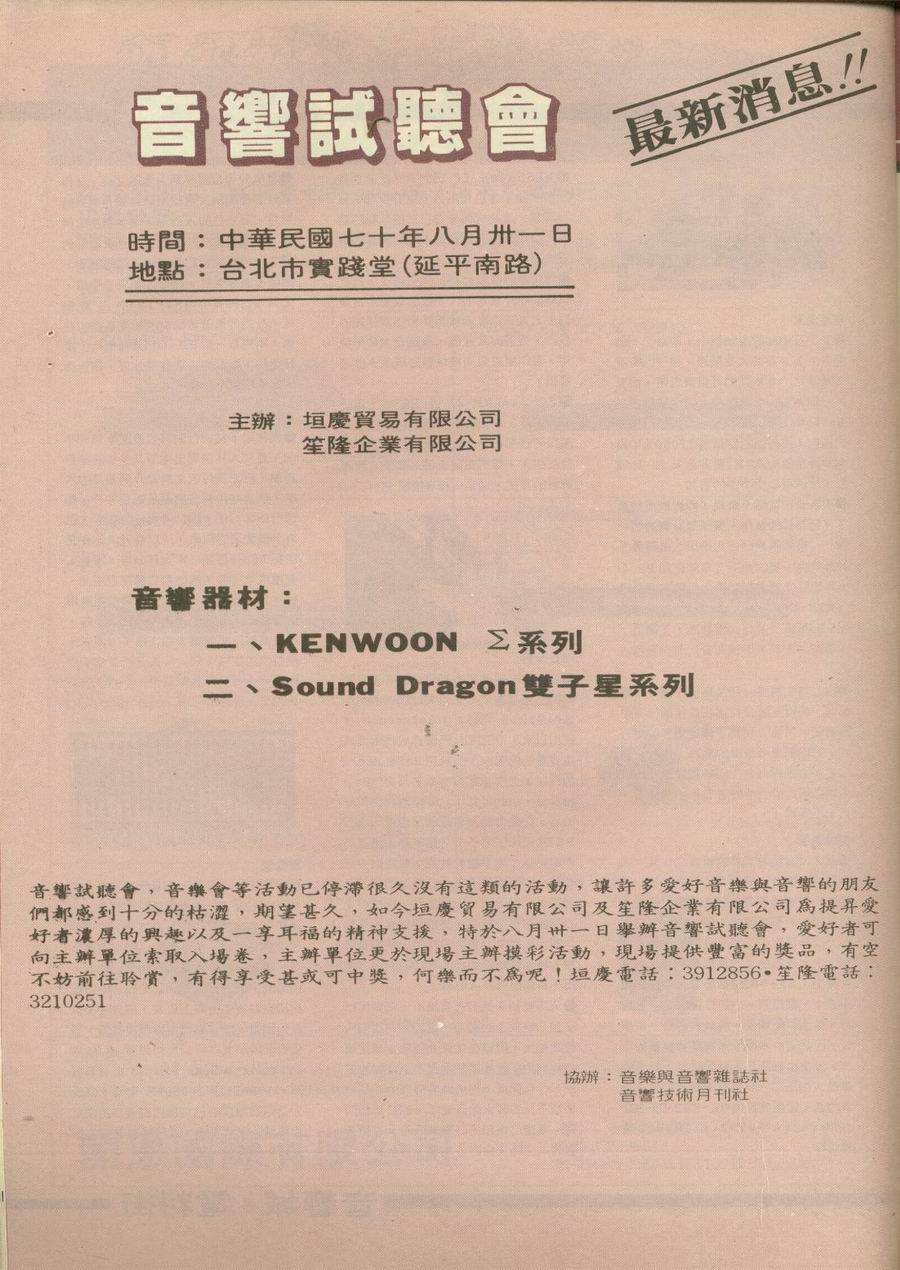 音響試聽會
最新消息!!
時間：中華民國七十年八月卅一日
地點：台北市實踐堂(延平南路)
主辦：垣慶貿易有限公司
笙隆企業有限公司
音響器材：
一、KENWOON Σ系列
二、Sound Dragon雙子星系列
音響試聽會，音樂會等活動已停滯很久沒有這類的活動，讓許多愛好音樂與音響的朋友
們都感到十分的枯澀，期望甚久，如今垣慶貿易有限公司及笙隆企業有限公司為提昇愛
好者濃厚的興趣以及一享耳福的精神支援，特於八月卅一日舉辦音響試聽會，愛好者可
向主辦單位索取入場卷，主辦單位更於現場主辦摸彩活動，現場提供豐富的獎品，有空
不妨前往聆賞，有得享受甚或可中獎，何樂而不為呢！垣慶電話：3912856•笙隆電話：
3210251
協辦：音樂與音響雜誌社
音響技術月刊社